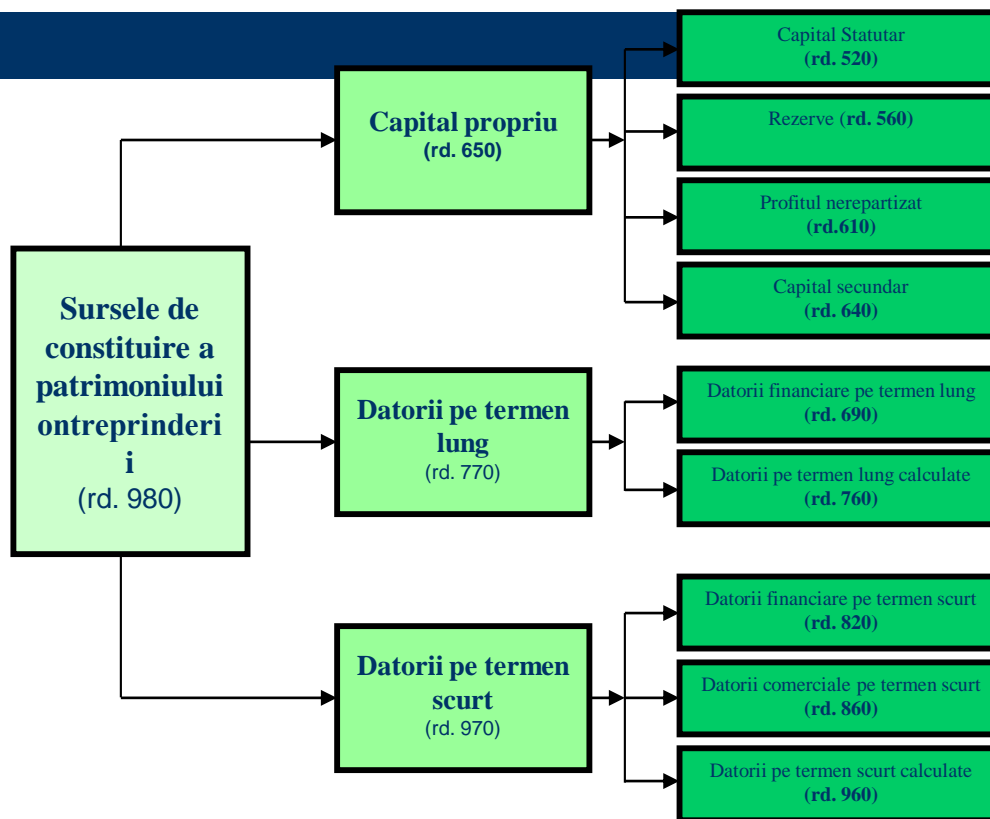 Sursele de
constituire a
patrimoniului
ontreprinderi
i
(rd. 980)
Capital propriu
(rd. 650)
Capital Statutar
(rd. 520)
Rezerve (rd. 560)
Profitul nerepartizat
(rd.610)
Capital secundar
(rd. 640)
Datorii pe termen
lung
(rd. 770)
Datorii financiare pe termen lung
(rd. 690)
Datorii pe termen lung calculate
(rd. 760)
Datorii pe termen
scurt
(rd. 970)
Datorii financiare pe termen scurt
(rd. 820)
Datorii comerciale pe termen scurt
(rd. 860)
Datorii pe termen scurt calculate
(rd. 960)